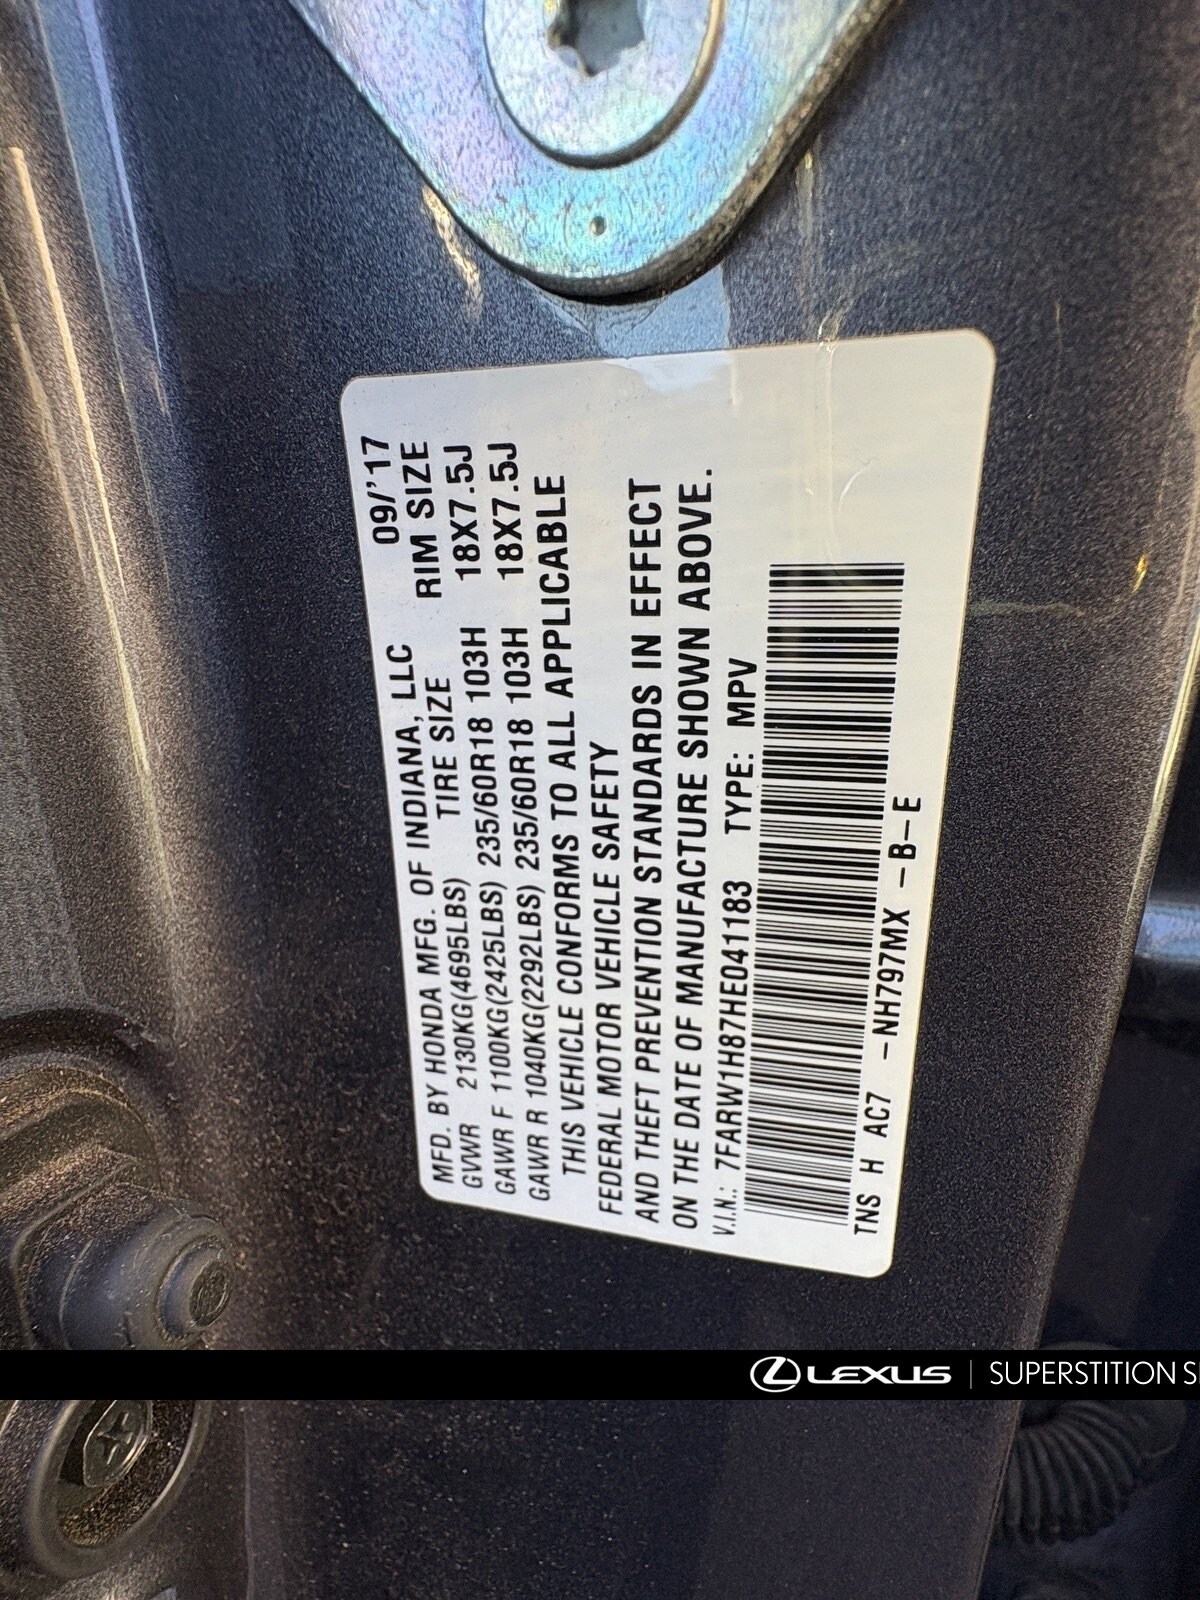 MFD. BY HONDA MFG. OF INDIANA, LLC 09/'17
GVWR 2130KG(4695LBS) TIRE SIZE RIM SIZE
GAWR F 1100KG(2425LBS) 235/60R18 103H 18X7.5J
GAWR R 1040KG(2292LBS) 235/60R18 103H 18X7.5J
THIS VEHICLE CONFORMS TO ALL APPLICABLE
FEDERAL MOTOR VEHICLE SAFETY
AND THEFT PREVENTION STANDARDS IN EFFECT
ON THE DATE OF MANUFACTURE SHOWN ABOVE.
V.I.N.: 7FARW1H87HE041183 TYPE: MPV
TNS H AC7 -NH797MX -B-E
LEXUS | SUPERSTITION